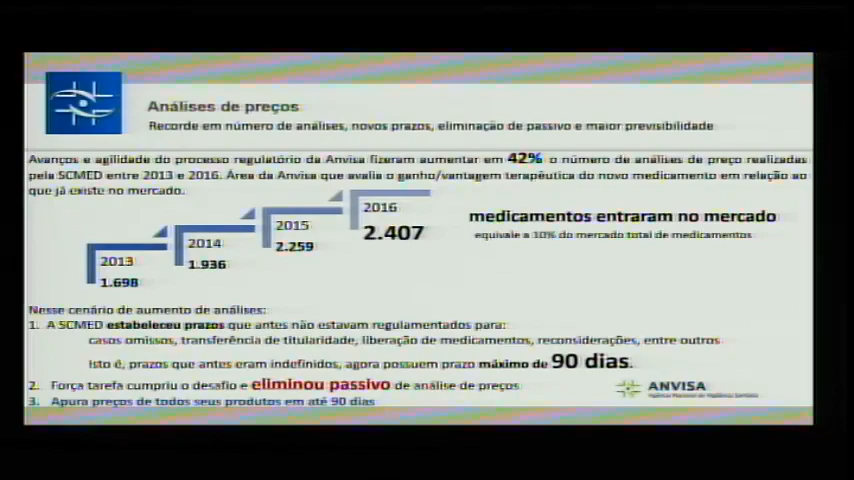 Análises de preços
Recorde em número de análises, novos prazos, eliminação de passivo e maior previsibilidade
Avanços e agilidade do processo regulatório da Anvisa fizeram aumentar em 42% o número de análises de preço realizadas
pela SCMED entre 2013 e 2016. Área da Anvisa que avalia o ganho/vantagem terapêutica do novo medicamento em relação ao
que já existe no mercado.
2016
2.407
medicamentos entraram no mercado
equivale a 10% do mercado total de medicamentos
2015
2.259
2014
1.936
2013
1.698
Nesse cenário de aumento de análises:
1. A SCMED estabeleceu prazos que antes não estavam regulamentados para:
casos omissos, transferência de titularidade, liberação de medicamentos, reconsiderações, entre outros
Isto é, prazos que antes eram indefinidos, agora possuem prazo máximo de 90 dias.
2. Força tarefa cumpriu o desafio e eliminou passivo de análise de preços
3. Apura preços de todos seus produtos em até 90 dias
ANVISA
Agência Nacional de Vigilância Sanitária